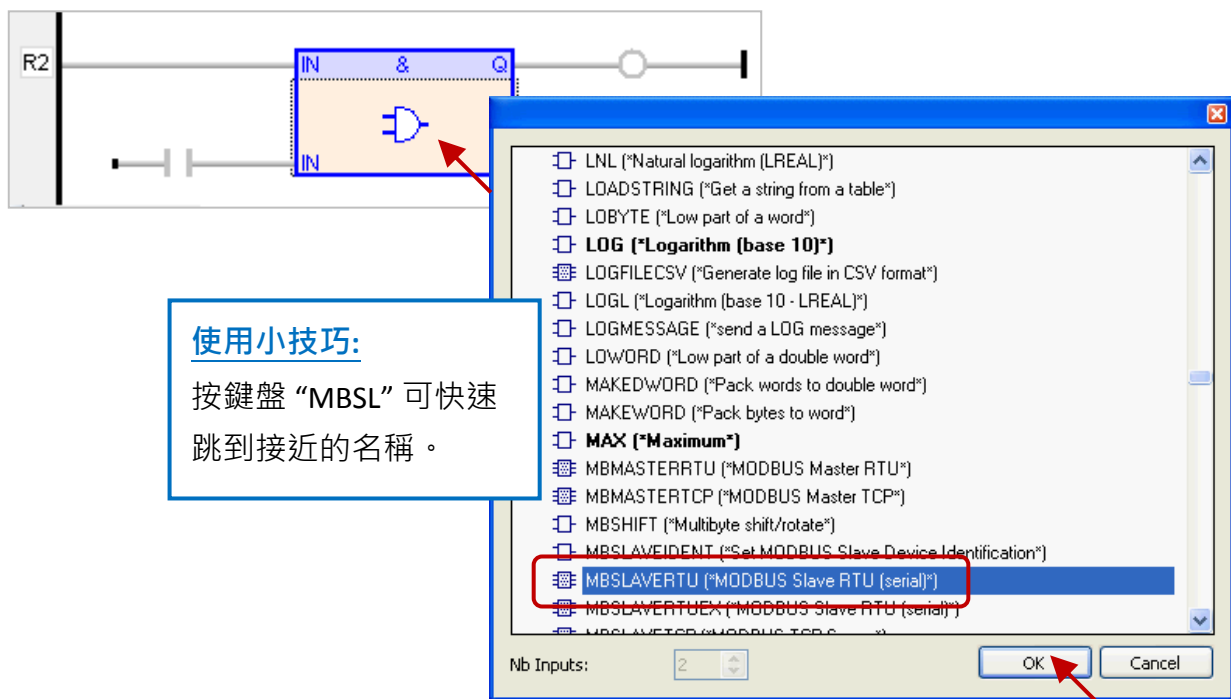 R2
IN & Q
IN
LNL (*Natural logarithm (LREAL)*)
LOADSTRING (*Get a string from a table*)
LOBYTE (*Low part of a word*)
LOG (*Logarithm (base 10)*)
LOGFILECSV (*Generate log file in CSV format*)
LOGL (*Logarithm (base 10 - LREAL)*)
LOGMESSAGE (*send a LOG message*)
LOWORD (*Low part of a double word*)
MAKEDWORD (*Pack words to double word*)
MAKEWORD (*Pack bytes to word*)
MAX (*Maximum*)
MBMASTERRTU (*MODBUS Master RTU*)
MBMASTERTCP (*MODBUS Master TCP*)
MBSHIFT (*Multibyte shift/rotate*)
MBSLAVEIDENT (*Set MODBUS Slave Device Identification*)
MBSLAVERTU (*MODBUS Slave RTU (serial)*)
MBSLAVERTUEX (*MODBUS Slave RTU (serial)*)
Nb Inputs: 2 OK Cancel
使用小技巧:
按鍵盤 “MBSL” 可快速
跳到接近的名稱。